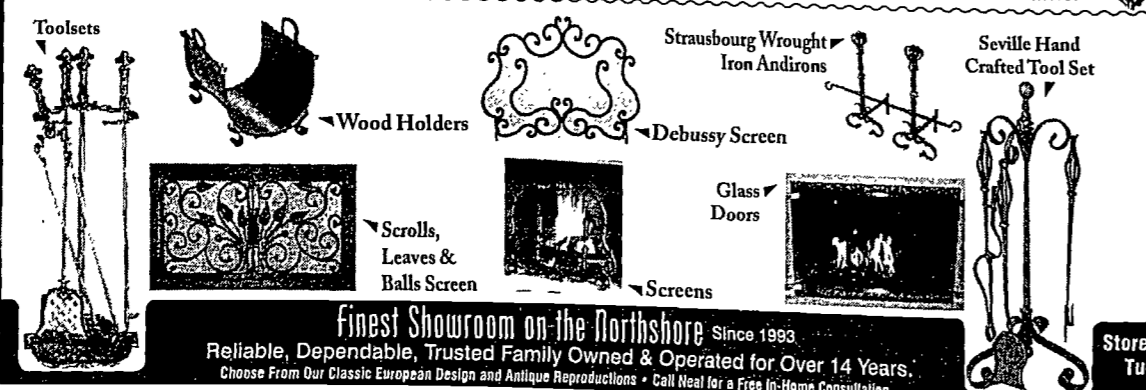 Toolsets
Wood Holders
Debussy Screen
Strausbourg Wrought
Iron Andirons
Seville Hand
Crafted Tool Set
Scrolls,
Leaves &
Balls Screen
Screens
Glass
Doors
Finest Showroom on the Northshore Since 1993
Reliable, Dependable, Trusted Family Owned & Operated for Over 14 Years.
Choose From Our Classic European Design and Antique Reproductions • Call Neal for a Free In-Home Consultation
Store